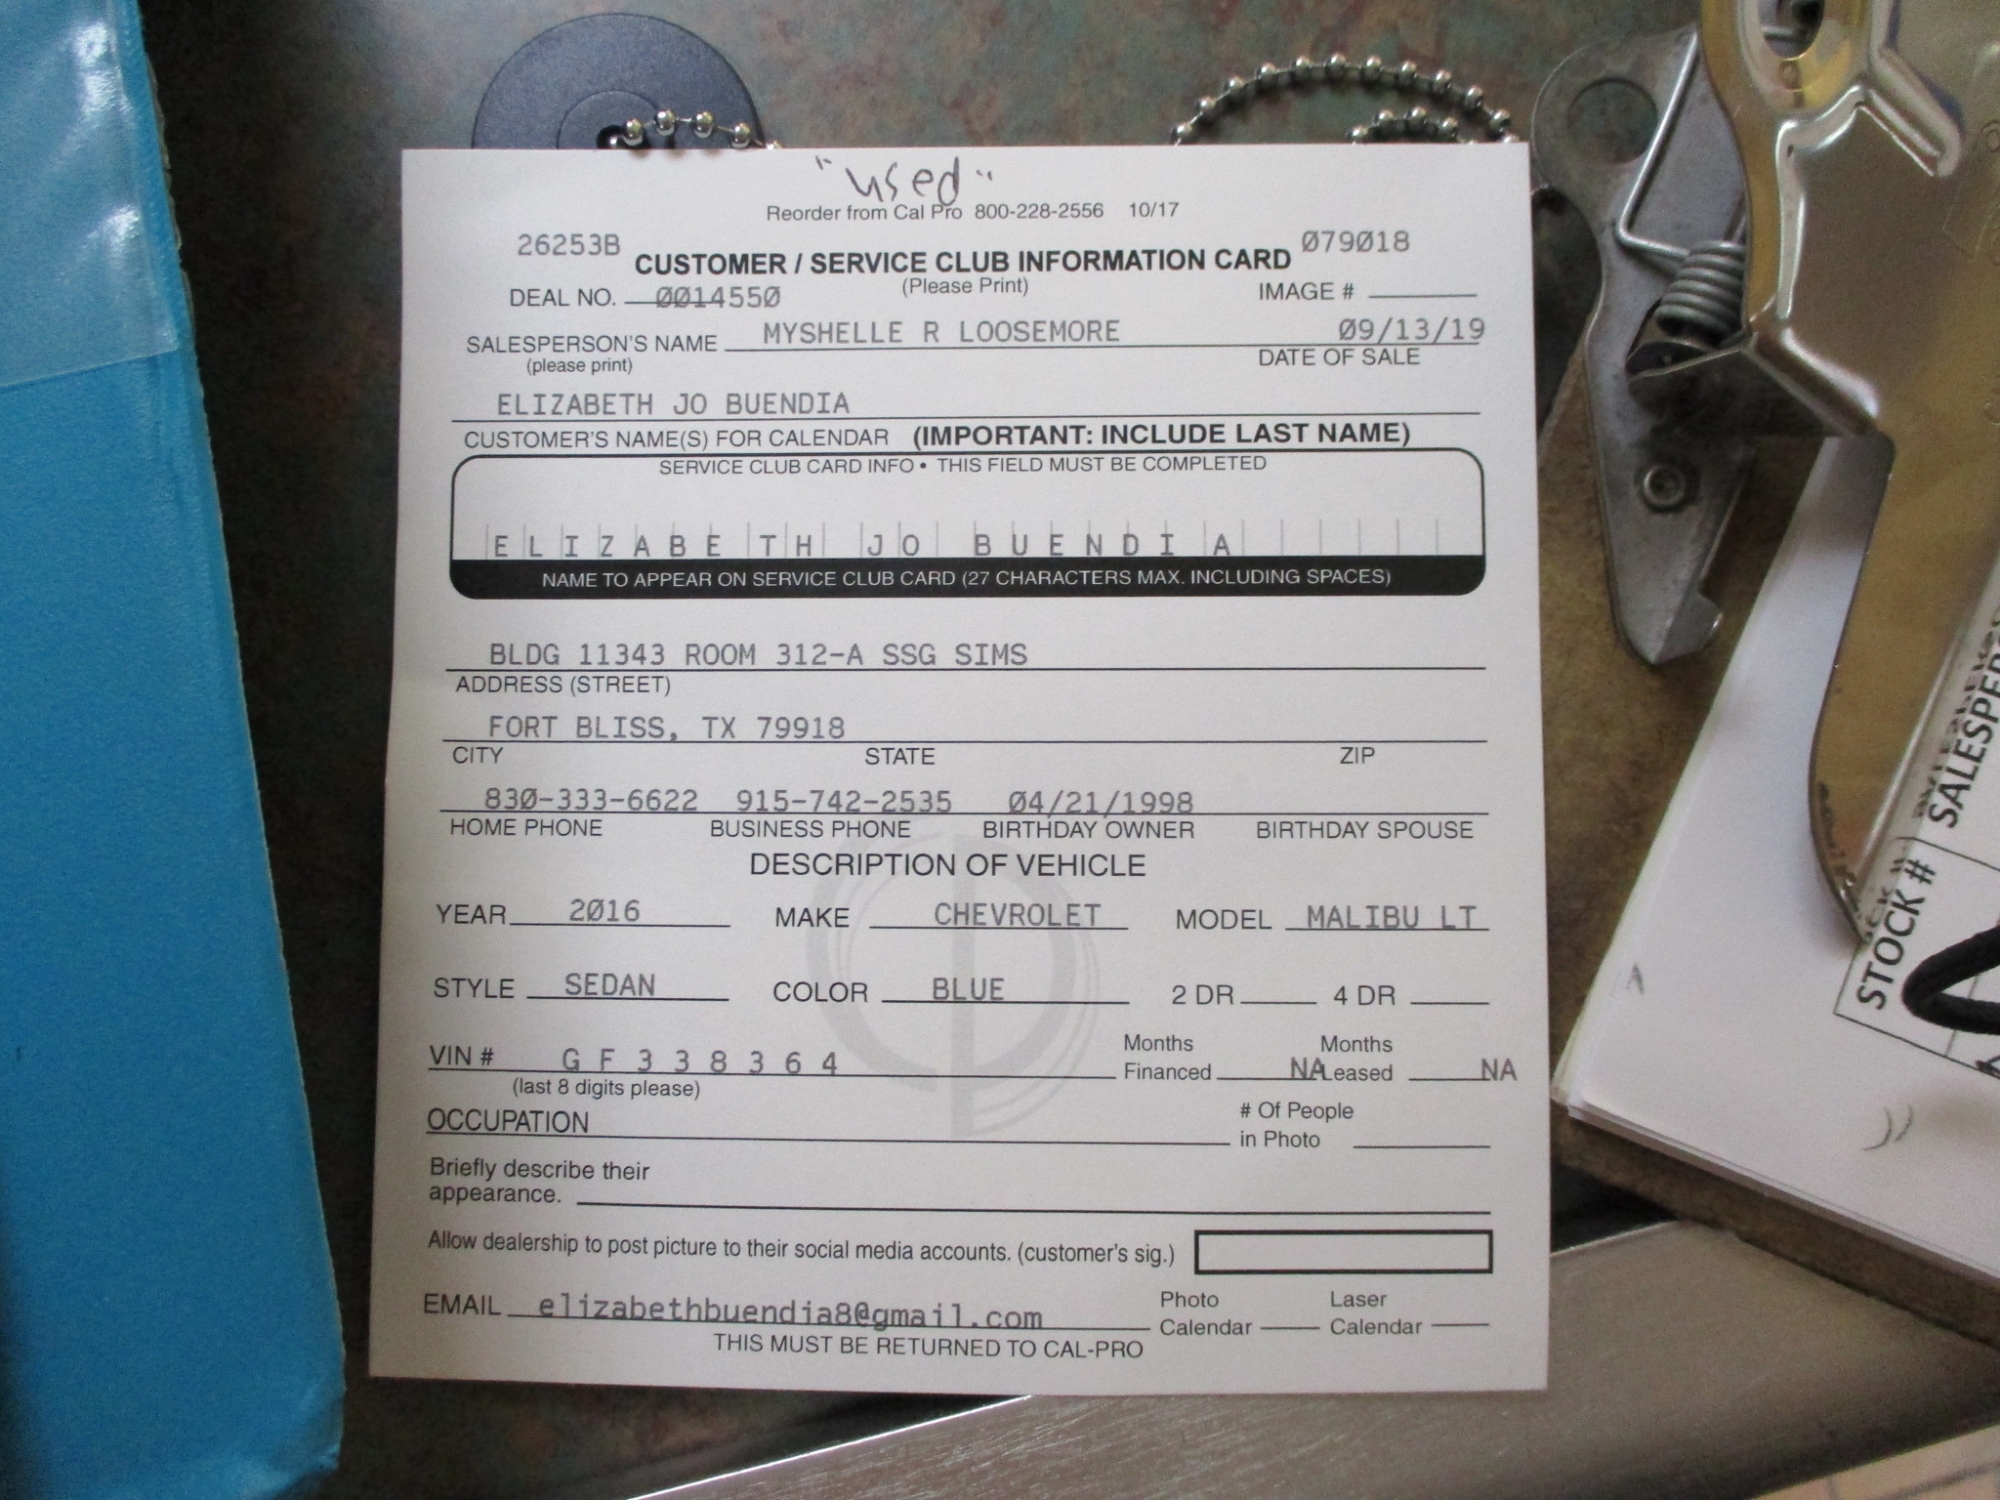 "used"
Reorder from Cal Pro 800-228-2556 10/17
26253B CUSTOMER / SERVICE CLUB INFORMATION CARD 079018
DEAL NO. 0014550 (Please Print) IMAGE #
SALESPERSON'S NAME MYSHELLE R LOOSEMORE 09/13/19
(please print) DATE OF SALE
ELIZABETH JO BUENDIA
CUSTOMER'S NAME(S) FOR CALENDAR (IMPORTANT: INCLUDE LAST NAME)
SERVICE CLUB CARD INFO • THIS FIELD MUST BE COMPLETED
ELIZABETH JO BUENDIA
NAME TO APPEAR ON SERVICE CLUB CARD (27 CHARACTERS MAX. INCLUDING SPACES)
BLDG 11343 ROOM 312-A SSG SIMS
ADDRESS (STREET)
FORT BLISS, TX 79918
CITY STATE ZIP
830-333-6622 915-742-2535 04/21/1998
HOME PHONE BUSINESS PHONE BIRTHDAY OWNER BIRTHDAY SPOUSE
DESCRIPTION OF VEHICLE
YEAR 2016 MAKE CHEVROLET MODEL MALIBU LT
STYLE SEDAN COLOR BLUE 2 DR 4 DR
VIN # GF338364 Months Financed NA Months Leased NA
(last 8 digits please)
OCCUPATION # Of People in Photo
Briefly describe their
appearance.
Allow dealership to post picture to their social media accounts. (customer's sig.)
EMAIL elizabethbuendia8@gmail.com Photo Calendar Laser Calendar
THIS MUST BE RETURNED TO CAL-PRO
STOCK #